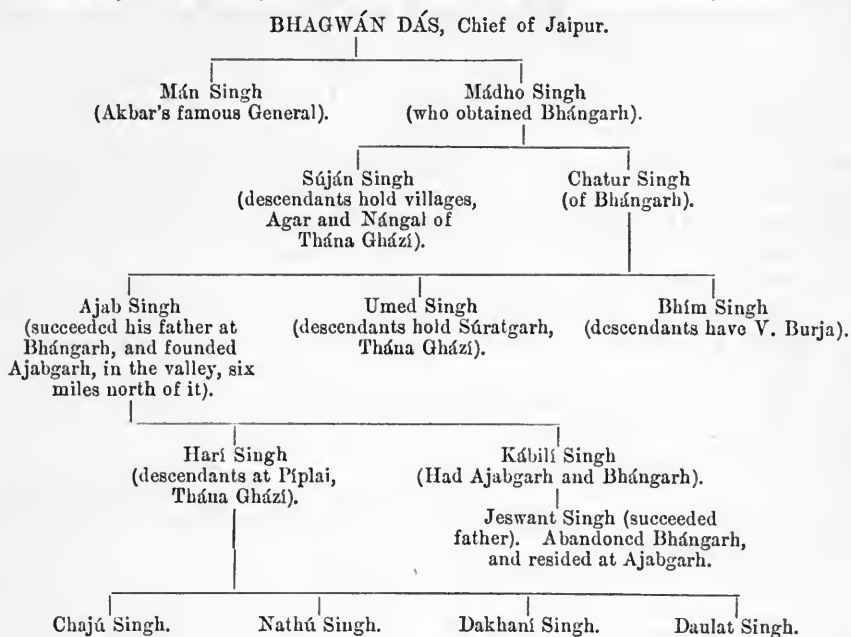 BHAGWÁN DÁS, Chief of Jaipur.
Mán Singh
(Akbar's famous General).
Mádho Singh
(who obtained Bhángarh).
Súján Singh
(descendants hold villages,
Agar and Nángal of
Thána Gházi).
Chatur Singh
(of Bhángarh).
Ajab Singh
(succeeded his father at
Bhángarh, and founded
Ajabgarh, in the valley, six
miles north of it).
Umed Singh
(descendants hold Súratgarh,
Thána Gházi).
Bhím Singh
(descendants have V. Burja).
Harí Singh
(descendants at Píplai,
Thána Gházi).
Kábilí Singh
(Had Ajabgarh and Bhángarh).
Jeswant Singh (succeeded
father). Abandoned Bhángarh,
and resided at Ajabgarh.
Chajú Singh. Nathú Singh. Dakhaní Singh. Daulat Singh.